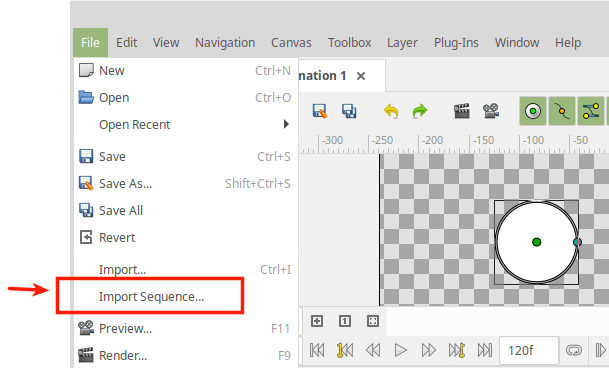 File Edit View Navigation Canvas Toolbox Layer Plug-Ins Window Help
New Ctrl+N
mation 1
Open Ctrl+O
Open Recent
-300 -250 -200 -150 -100 -50
Save Ctrl+S
Save As... Shift+Ctrl+S
Save All
Revert
Import... Ctrl+I
Import Sequence...
Preview... F11
Render... F9
120f